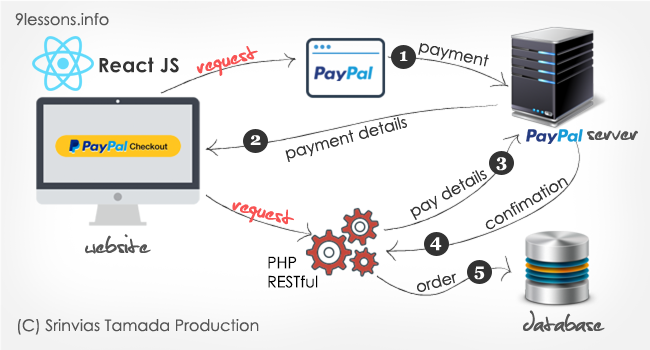 9lessons.info
React JS
request
PayPal
1 payment
PayPal server
PayPal Checkout
2
payment details
website
request
pay details 3
4
confimation
PHP
RESTful
order 5
database
(C) Srinvias Tamada Production